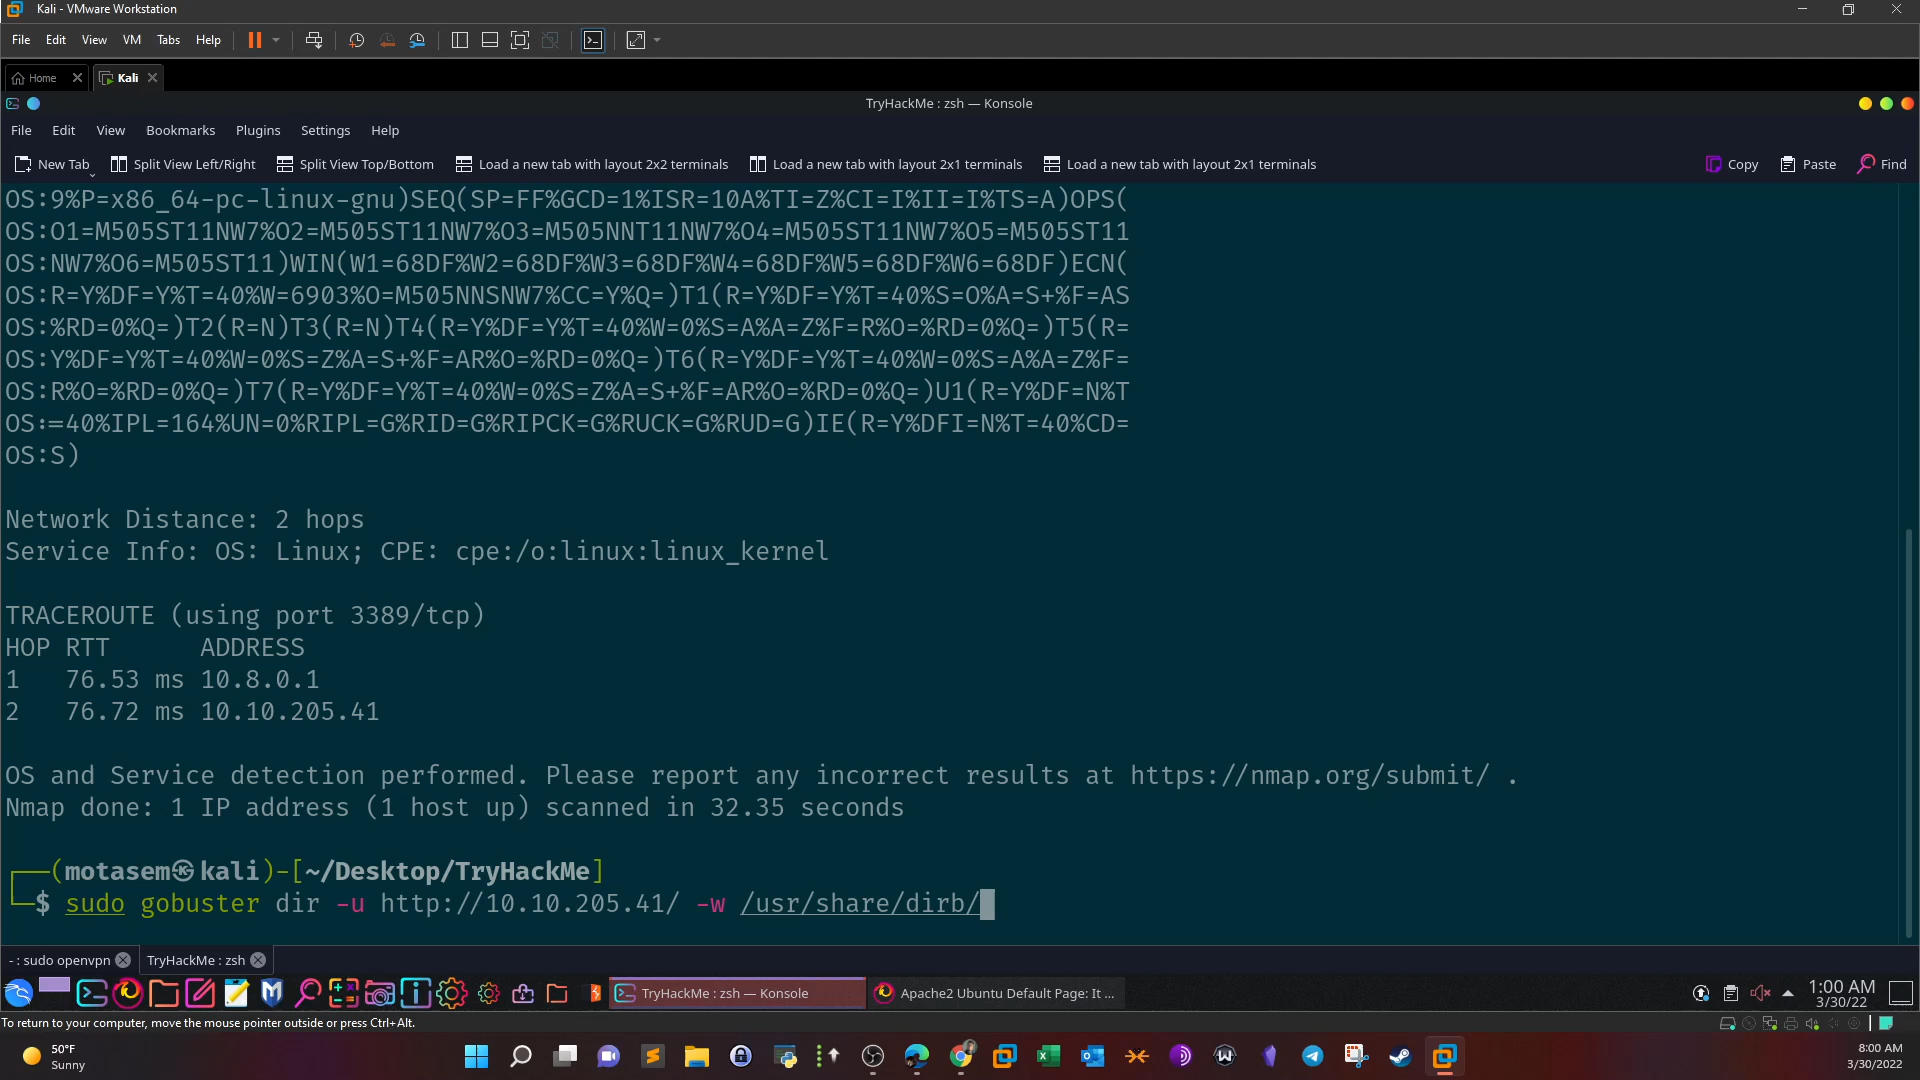 Kali - VMware Workstation
File Edit View VM Tabs Help
Home Kali
TryHackMe : zsh — Konsole
File Edit View Bookmarks Plugins Settings Help
New Tab Split View Left/Right Split View Top/Bottom Load a new tab with layout 2x2 terminals Load a new tab with layout 2x1 terminals Load a new tab with layout 2x1 terminals Copy Paste Find
OS:9%P=x86_64-pc-linux-gnu)SEQ(SP=FF%GCD=1%ISR=10A%TI=Z%CI=I%II=I%TS=A)OPS(
OS:O1=M505ST11NW7%O2=M505ST11NW7%O3=M505NNT11NW7%O4=M505ST11NW7%O5=M505ST11
OS:NW7%O6=M505ST11)WIN(W1=68DF%W2=68DF%W3=68DF%W4=68DF%W5=68DF%W6=68DF)ECN(
OS:R=Y%DF=Y%T=40%W=6903%O=M505NNSNW7%CC=Y%Q=)T1(R=Y%DF=Y%T=40%S=O%A=S+%F=AS
OS:%RD=0%Q=)T2(R=N)T3(R=N)T4(R=Y%DF=Y%T=40%W=0%S=A%A=Z%F=R%O=%RD=0%Q=)T5(R=
OS:Y%DF=Y%T=40%W=0%S=Z%A=S+%F=AR%O=%RD=0%Q=)T6(R=Y%DF=Y%T=40%W=0%S=A%A=Z%F=
OS:R%O=%RD=0%Q=)T7(R=Y%DF=Y%T=40%W=0%S=Z%A=S+%F=AR%O=%RD=0%Q=)U1(R=Y%DF=N%T
OS:=40%IPL=164%UN=0%RIPL=G%RID=G%RIPCK=G%RUCK=G%RUD=G)IE(R=Y%DFI=N%T=40%CD=
OS:S)
Network Distance: 2 hops
Service Info: OS: Linux; CPE: cpe:/o:linux:linux_kernel
TRACEROUTE (using port 3389/tcp)
HOP RTT ADDRESS
1 76.53 ms 10.8.0.1
2 76.72 ms 10.10.205.41
OS and Service detection performed. Please report any incorrect results at https://nmap.org/submit/ .
Nmap done: 1 IP address (1 host up) scanned in 32.35 seconds
(motasem㉿kali)-[~/Desktop/TryHackMe]
$ sudo gobuster dir -u http://10.10.205.41/ -w /usr/share/dirb/
- : sudo openvpn TryHackMe : zsh
TryHackMe : zsh — Konsole Apache2 Ubuntu Default Page: It ... 1:00 AM
3/30/22
To return to your computer, move the mouse pointer outside or press Ctrl+Alt.
50°F
Sunny
8:00 AM
3/30/2022